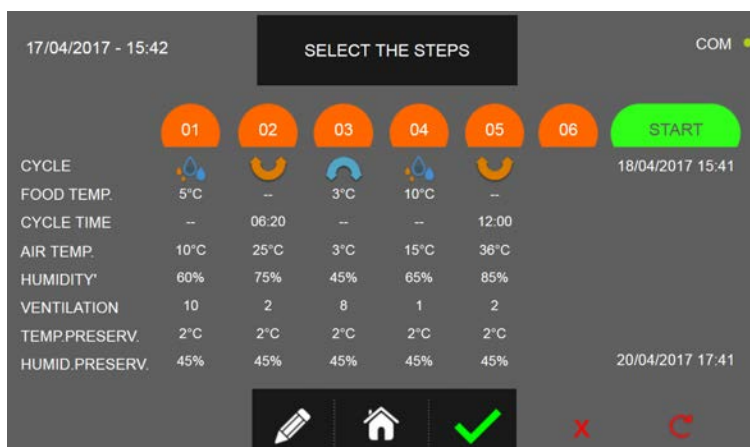 17/04/2017 - 15:42 SELECT THE STEPS COM
01 02 03 04 05 06 START
CYCLE 18/04/2017 15:41
FOOD TEMP. 5°C -- 3°C 10°C --
CYCLE TIME -- 06:20 -- -- 12:00
AIR TEMP. 10°C 25°C 3°C 15°C 36°C
HUMIDITY' 60% 75% 45% 65% 85%
VENTILATION 10 2 8 1 2
TEMP.PRESERV. 2°C 2°C 2°C 2°C 2°C
HUMID.PRESERV. 45% 45% 45% 45% 45% 20/04/2017 17:41
X